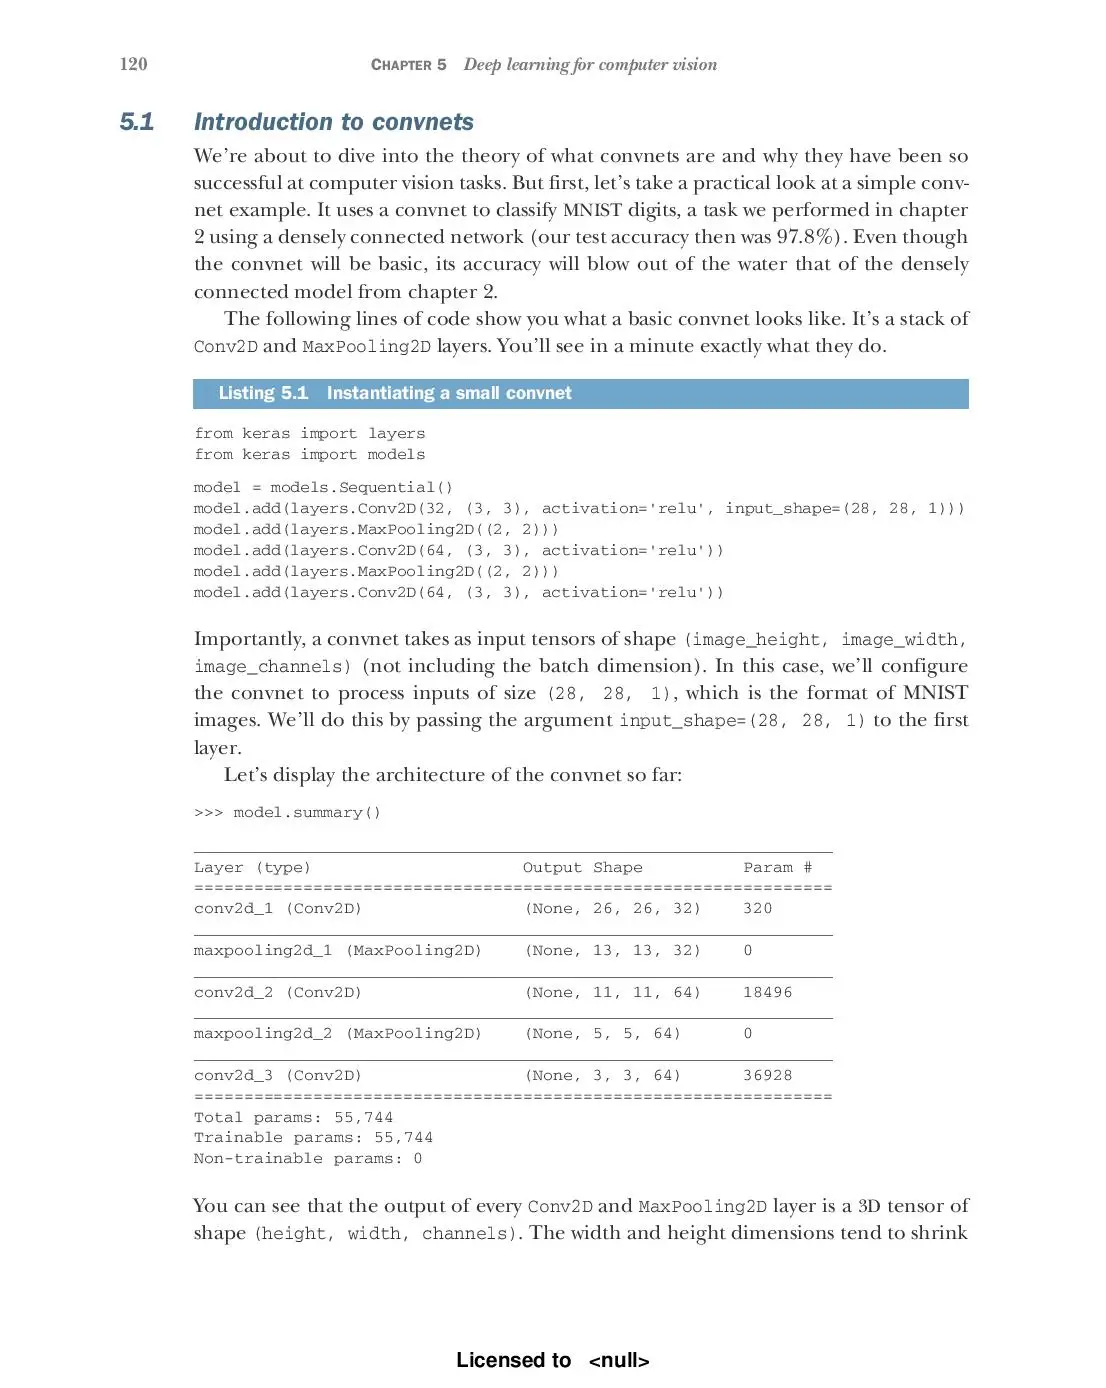 120 CHAPTER 5 Deep learning for computer vision
5.1 Introduction to convnets
We’re about to dive into the theory of what convnets are and why they have been so
successful at computer vision tasks. But first, let’s take a practical look at a simple conv-
net example. It uses a convnet to classify MNIST digits, a task we performed in chapter
2 using a densely connected network (our test accuracy then was 97.8%). Even though
the convnet will be basic, its accuracy will blow out of the water that of the densely
connected model from chapter 2.
The following lines of code show you what a basic convnet looks like. It’s a stack of
Conv2D and MaxPooling2D layers. You’ll see in a minute exactly what they do.
Listing 5.1 Instantiating a small convnet
from keras import layers
from keras import models
model = models.Sequential()
model.add(layers.Conv2D(32, (3, 3), activation='relu', input_shape=(28, 28, 1)))
model.add(layers.MaxPooling2D((2, 2)))
model.add(layers.Conv2D(64, (3, 3), activation='relu'))
model.add(layers.MaxPooling2D((2, 2)))
model.add(layers.Conv2D(64, (3, 3), activation='relu'))
Importantly, a convnet takes as input tensors of shape (image_height, image_width,
image_channels) (not including the batch dimension). In this case, we’ll configure
the convnet to process inputs of size (28, 28, 1), which is the format of MNIST
images. We’ll do this by passing the argument input_shape=(28, 28, 1) to the first
layer.
Let’s display the architecture of the convnet so far:
>>> model.summary()
Layer (type) Output Shape Param #
================================================================
conv2d_1 (Conv2D) (None, 26, 26, 32) 320
maxpooling2d_1 (MaxPooling2D) (None, 13, 13, 32) 0
conv2d_2 (Conv2D) (None, 11, 11, 64) 18496
maxpooling2d_2 (MaxPooling2D) (None, 5, 5, 64) 0
conv2d_3 (Conv2D) (None, 3, 3, 64) 36928
================================================================
Total params: 55,744
Trainable params: 55,744
Non-trainable params: 0
You can see that the output of every Conv2D and MaxPooling2D layer is a 3D tensor of
shape (height, width, channels). The width and height dimensions tend to shrink
Licensed to <null>